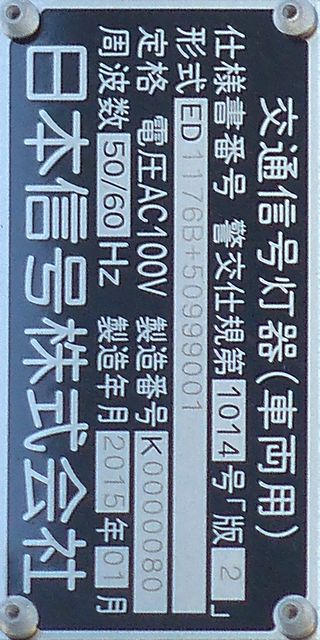 交通信号灯器(車両用)
仕様書番号 警交仕規第1014号「版2」
形式 ED1176B+50999001
定格 電圧AC100V 製造番号 K0000080
周波数 50/60 Hz 製造年月 2015年01月
日本信号株式会社